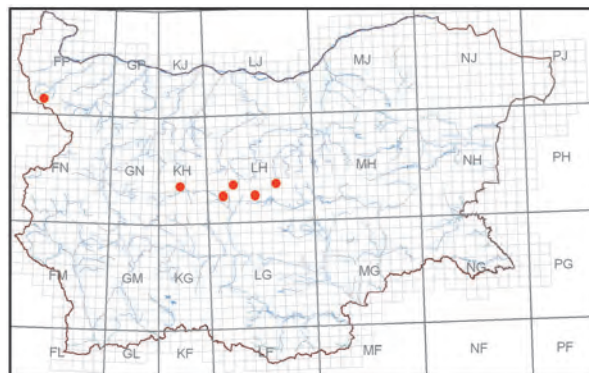 FP GP KJ LJ MJ NJ PJ
FN GN KH LH MH NH PH
FM GM KG LG MG NG PG
FL GL KF LF MF NF PF